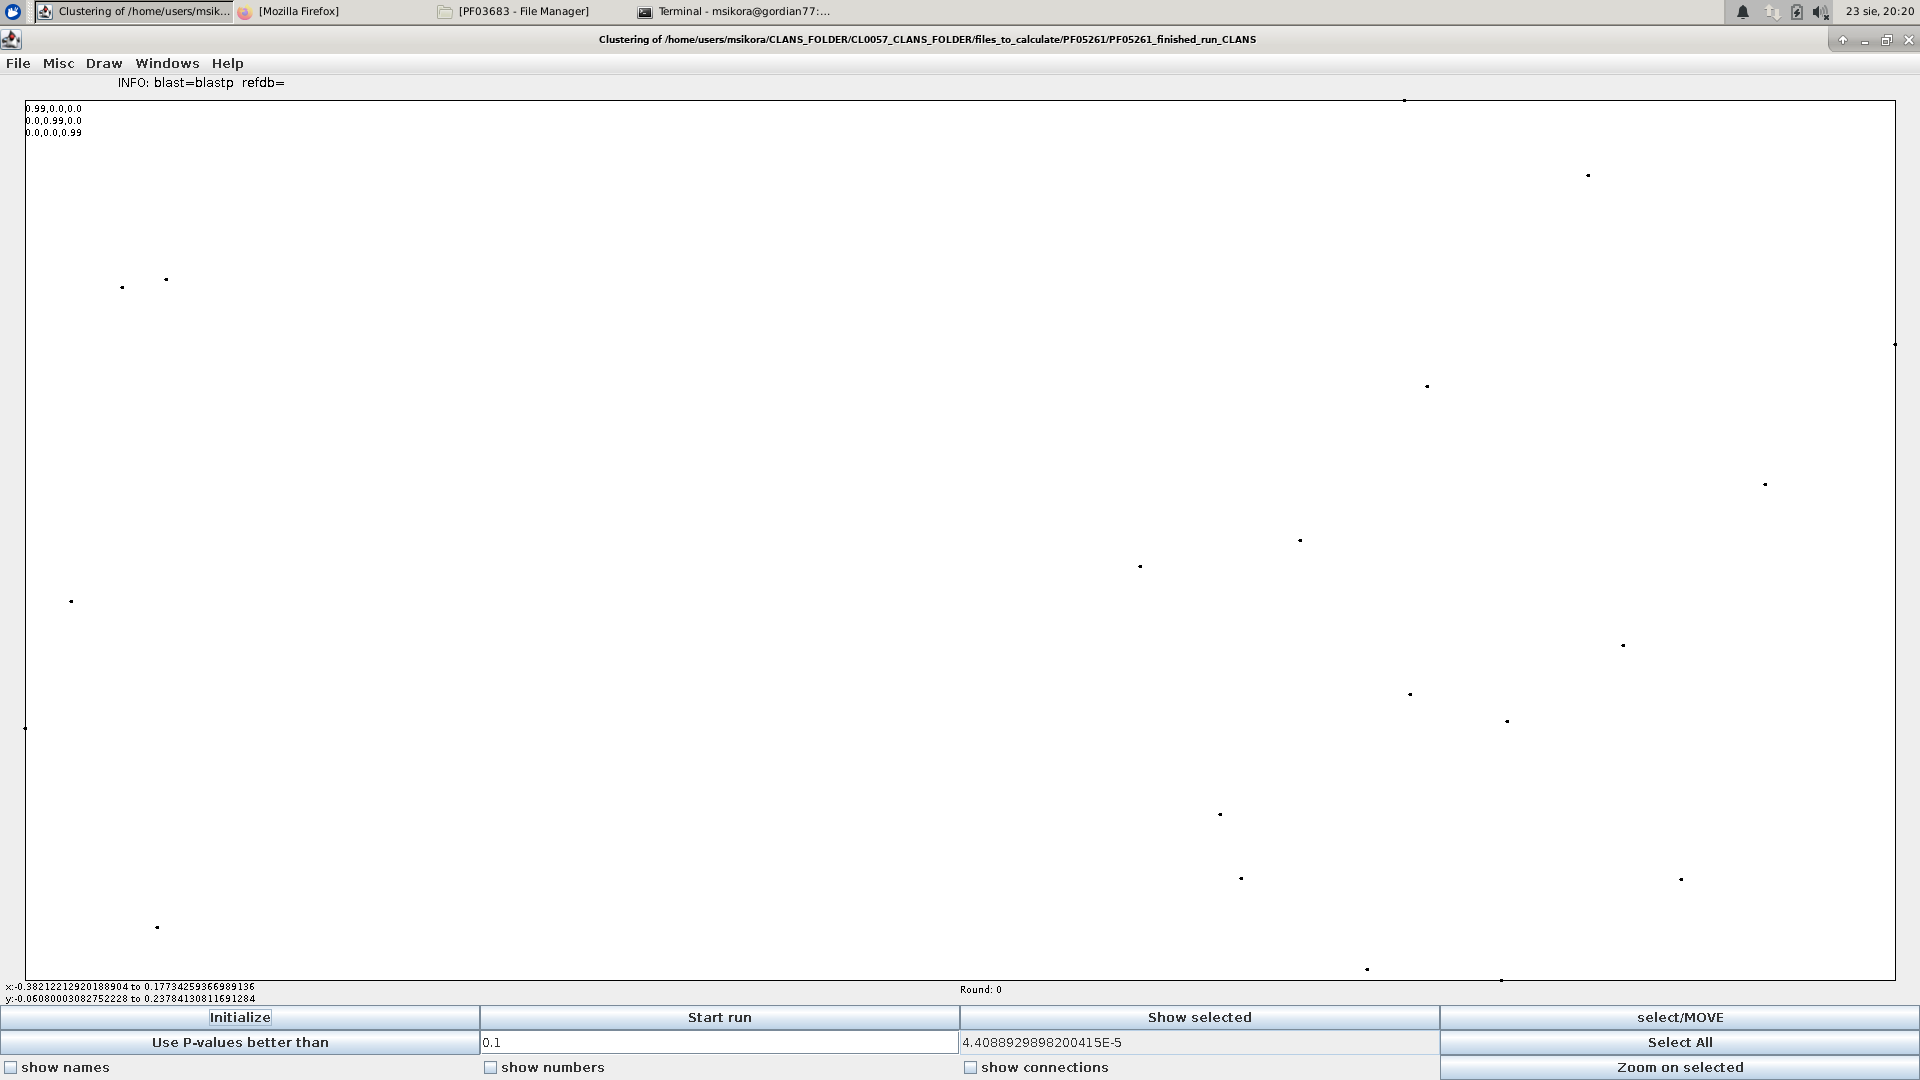 Clustering of /home/users/msik... [Mozilla Firefox] [PF03683 - File Manager] Terminal - msikora@gordian77:... 23 sie, 20:20
Clustering of /home/users/msikora/CLANS_FOLDER/CL0057_CLANS_FOLDER/files_to_calculate/PF05261/PF05261_finished_run_CLANS
File Misc Draw Windows Help
INFO: blast=blastp refdb=
0.99,0.0,0.0
0.0,0.99,0.0
0.0,0.0,0.99
x:-0.38212212920188904 to 0.17734259366989136
y:-0.06080003082752228 to 0.23784130811691284
Round: 0
Initialize Start run Show selected select/MOVE
Use P-values better than 0.1 4.4088929898200415E-5 Select All
show names show numbers show connections Zoom on selected